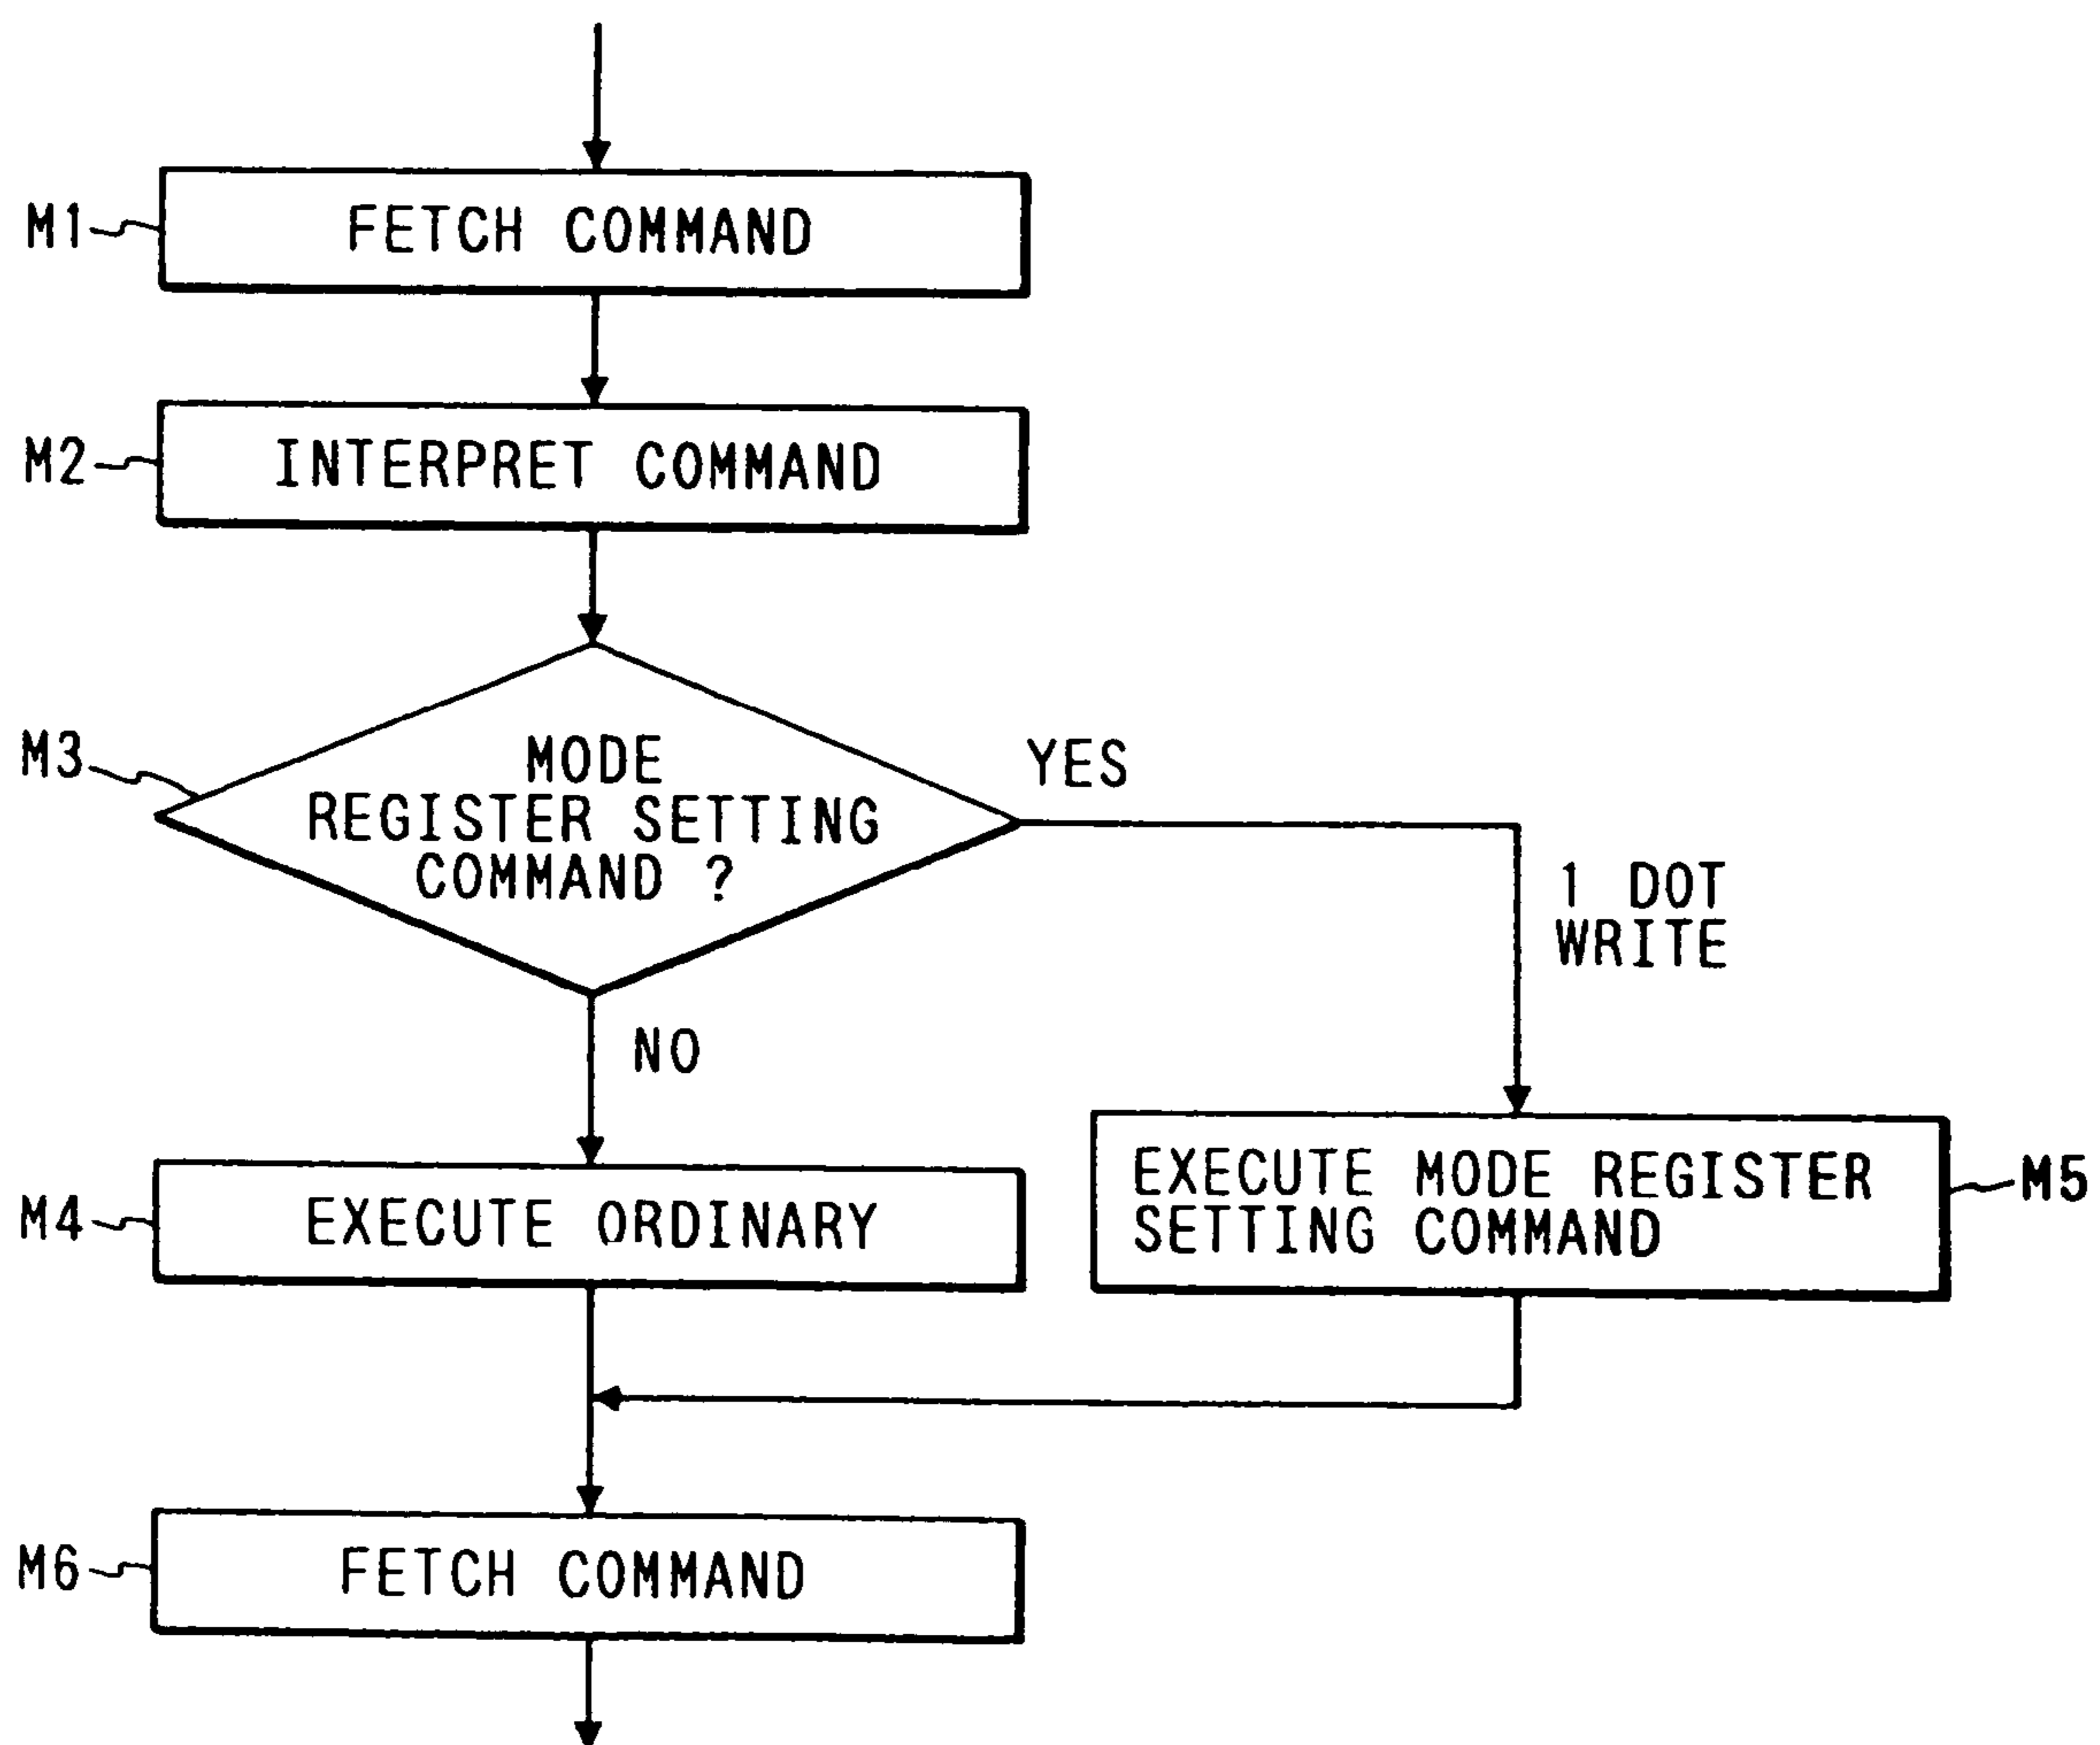 M1
FETCH COMMAND
M2
INTERPRET COMMAND
M3
MODE
REGISTER SETTING
COMMAND ?
YES
1 DOT
WRITE
NO
M4
EXECUTE ORDINARY
EXECUTE MODE REGISTER
SETTING COMMAND
M5
M6
FETCH COMMAND